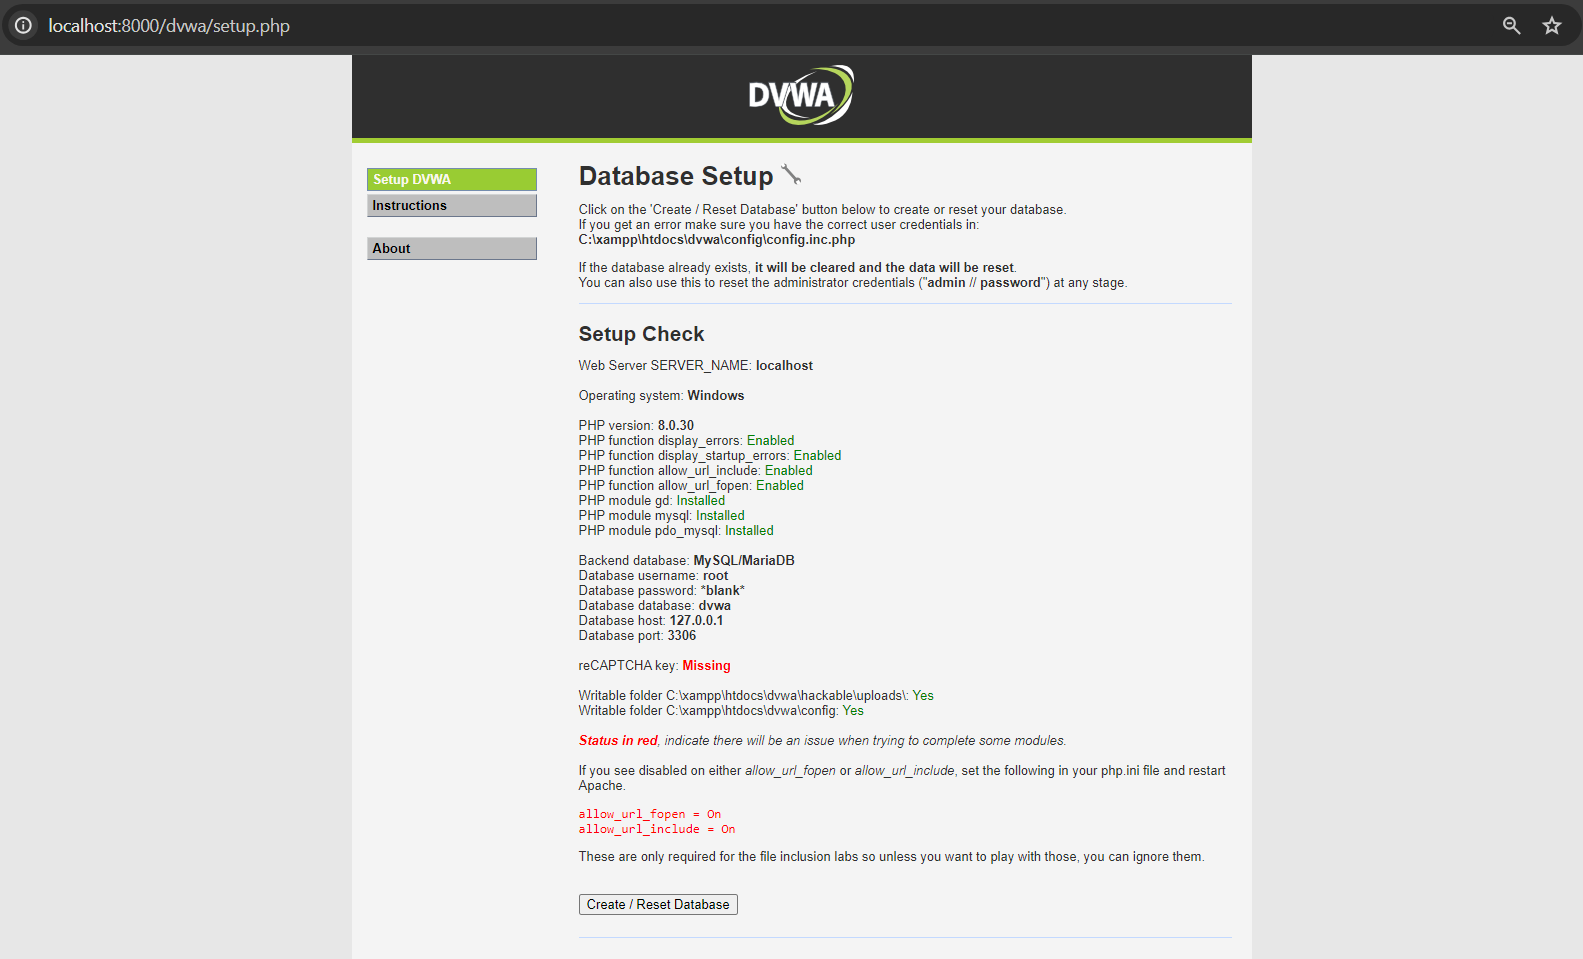 localhost:8000/dvwa/setup.php
DVWA
Setup DVWA
Instructions
About
Database Setup
Click on the 'Create / Reset Database' button below to create or reset your database.
If you get an error make sure you have the correct user credentials in:
C:\xampp\htdocs\dvwa\config\config.inc.php
If the database already exists, it will be cleared and the data will be reset.
You can also use this to reset the administrator credentials ("admin // password") at any stage.
Setup Check
Web Server SERVER_NAME: localhost
Operating system: Windows
PHP version: 8.0.30
PHP function display_errors: Enabled
PHP function display_startup_errors: Enabled
PHP function allow_url_include: Enabled
PHP function allow_url_fopen: Enabled
PHP module gd: Installed
PHP module mysql: Installed
PHP module pdo_mysql: Installed
Backend database: MySQL/MariaDB
Database username: root
Database password: *blank*
Database database: dvwa
Database host: 127.0.0.1
Database port: 3306
reCAPTCHA key: Missing
Writable folder C:\xampp\htdocs\dvwa\hackable\uploads\: Yes
Writable folder C:\xampp\htdocs\dvwa\config: Yes
Status in red, indicate there will be an issue when trying to complete some modules.
If you see disabled on either allow_url_fopen or allow_url_include, set the following in your php.ini file and restart
Apache.
allow_url_fopen = On
allow_url_include = On
These are only required for the file inclusion labs so unless you want to play with those, you can ignore them.
Create / Reset Database